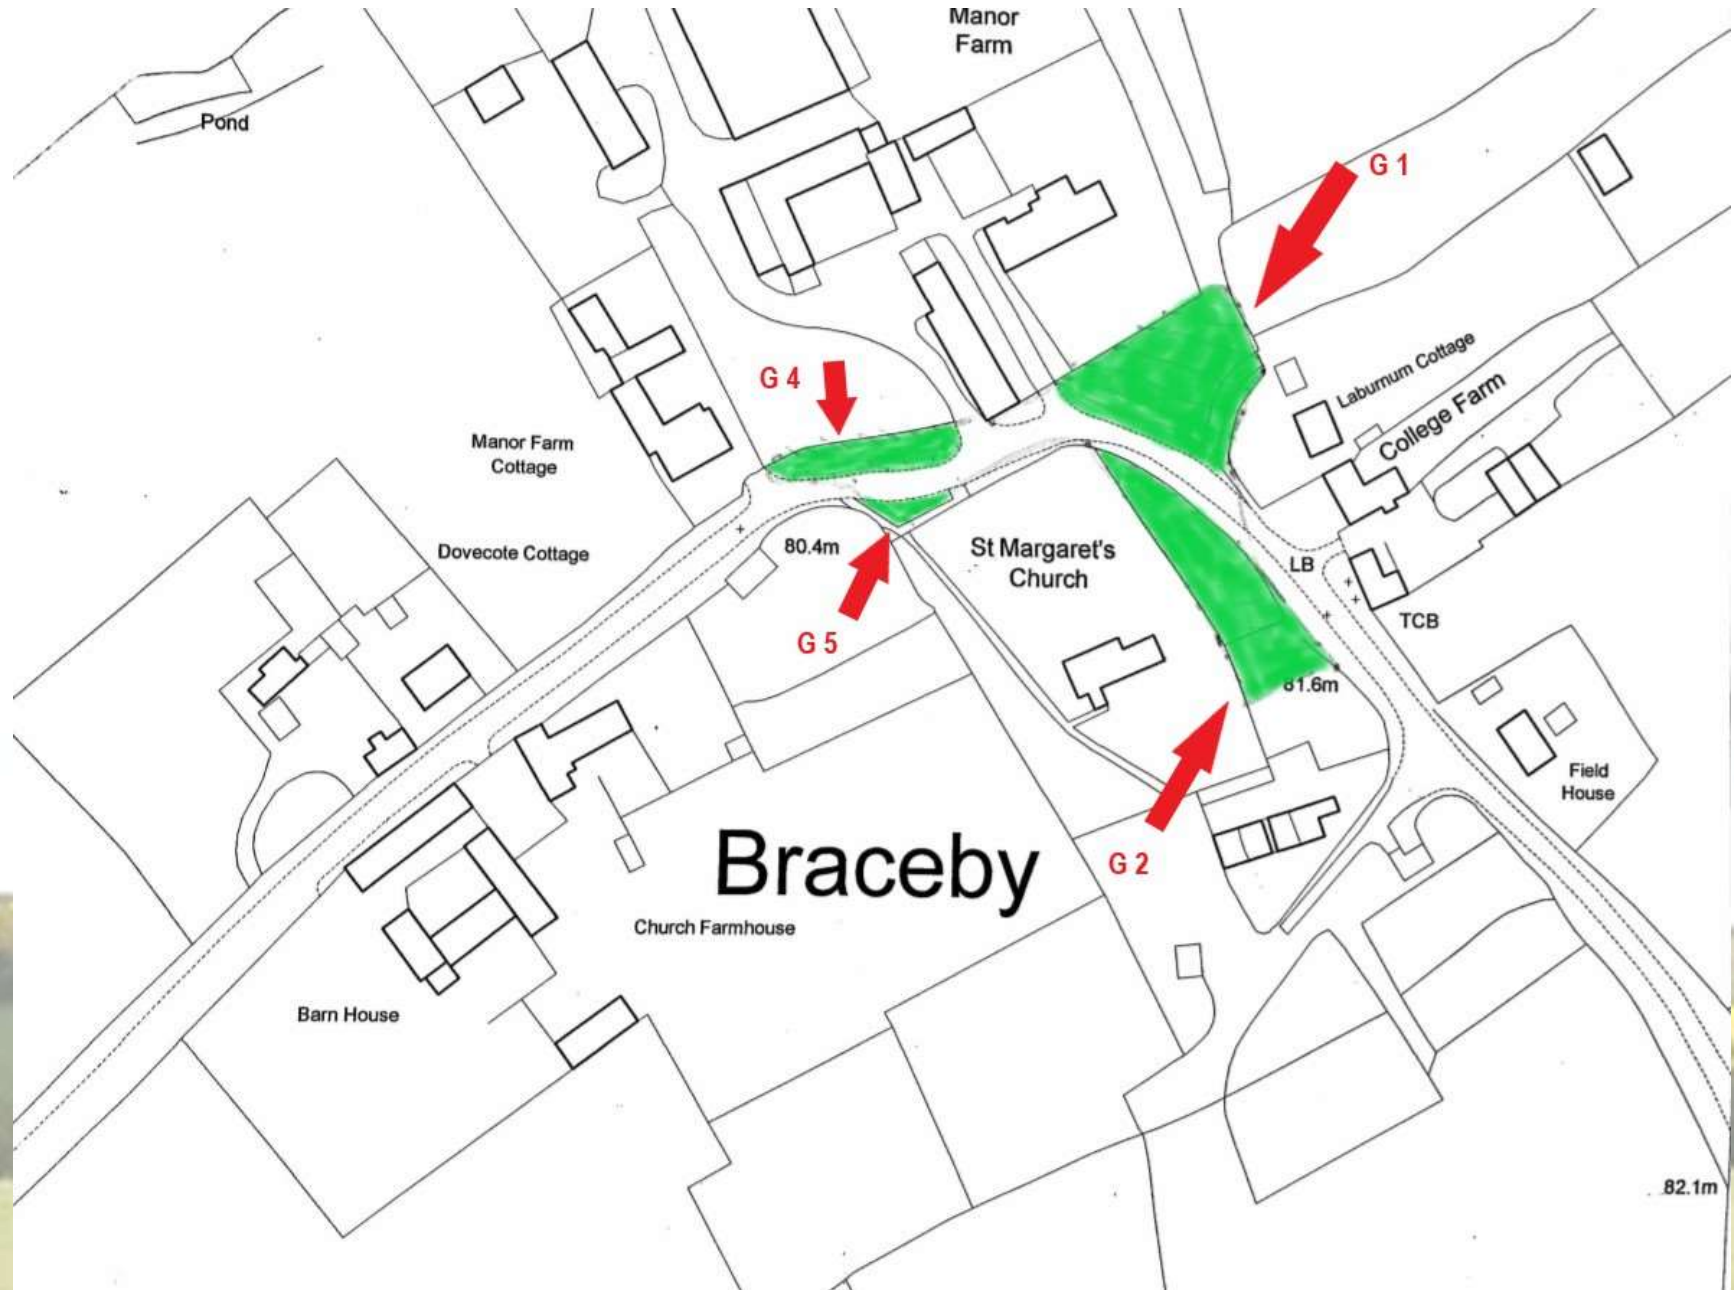 Manor
Farm
Pond
G 1
Laburnum Cottage
College Farm
G 4
Manor Farm
Cottage
Dovecote Cottage
80.4m
St Margaret's
Church
LB
TCB
G 5
81.6m
Field
House
G 2
Braceby
Church Farmhouse
Barn House
82.1m